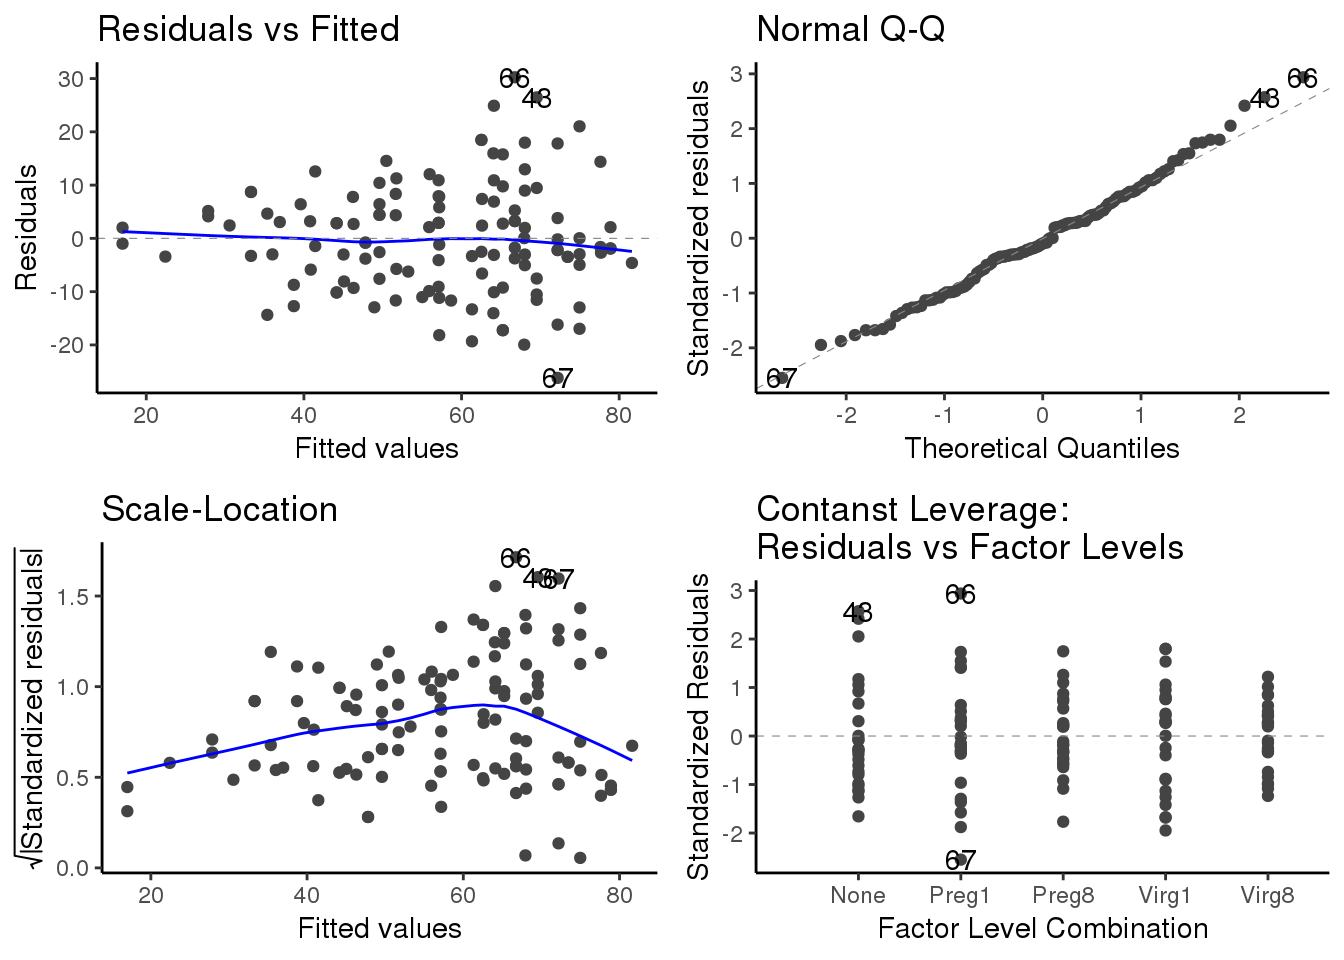 Residuals vs Fitted
30
20
10
0
-10
-20
Residuals
66
43
67
20
40
60
80
Fitted values
Normal Q-Q
3
2
1
0
-1
-2
Standardized residuals
66
43
67
-2
-1
0
1
2
Theoretical Quantiles
Scale-Location
1.5
1.0
0.5
0.0
√|Standardized residuals|
66
43
67
20
40
60
80
Fitted values
Contanst Leverage:
Residuals vs Factor Levels
3
2
1
0
-1
-2
Standardized Residuals
43
66
67
None
Preg1
Preg8
Virg1
Virg8
Factor Level Combination